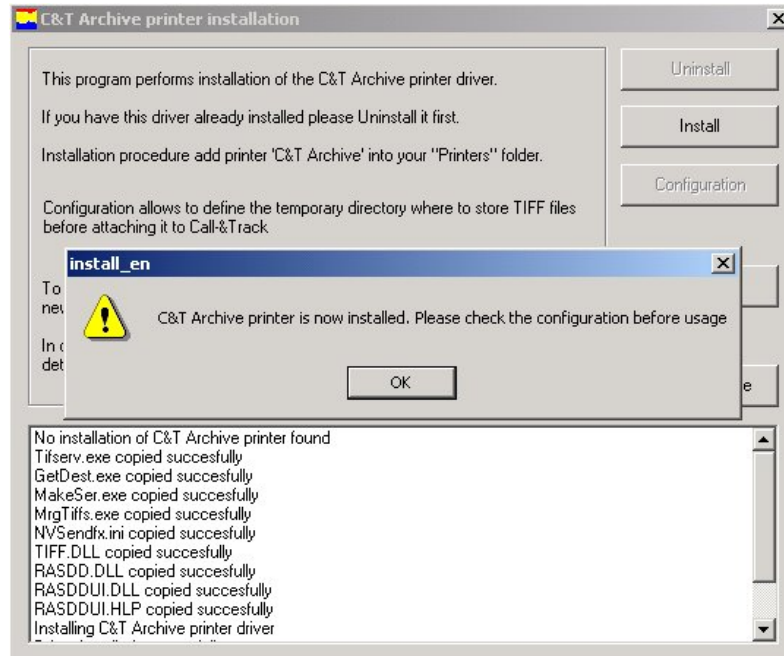 C&T Archive printer installation
This program performs installation of the C&T Archive printer driver.
If you have this driver already installed please Uninstall it first.
Installation procedure add printer 'C&T Archive' into your "Printers" folder.
Configuration allows to define the temporary directory where to store TIFF files
before attaching it to Call-&Track
To
In
det
Uninstall
Install
Configuration
e
install_en
C&T Archive printer is now installed. Please check the configuration before usage
OK
No installation of C&T Archive printer found
Tifserv.exe copied succesfully
GetDest.exe copied succesfully
MakeSer.exe copied succesfully
MrgTiffs.exe copied succesfully
NVSendfx.ini copied succesfully
TIFF.DLL copied succesfully
RASDD.DLL copied succesfully
RASDDUI.DLL copied succesfully
RASDDUI.HLP copied succesfully
Installing C&T Archive printer driver